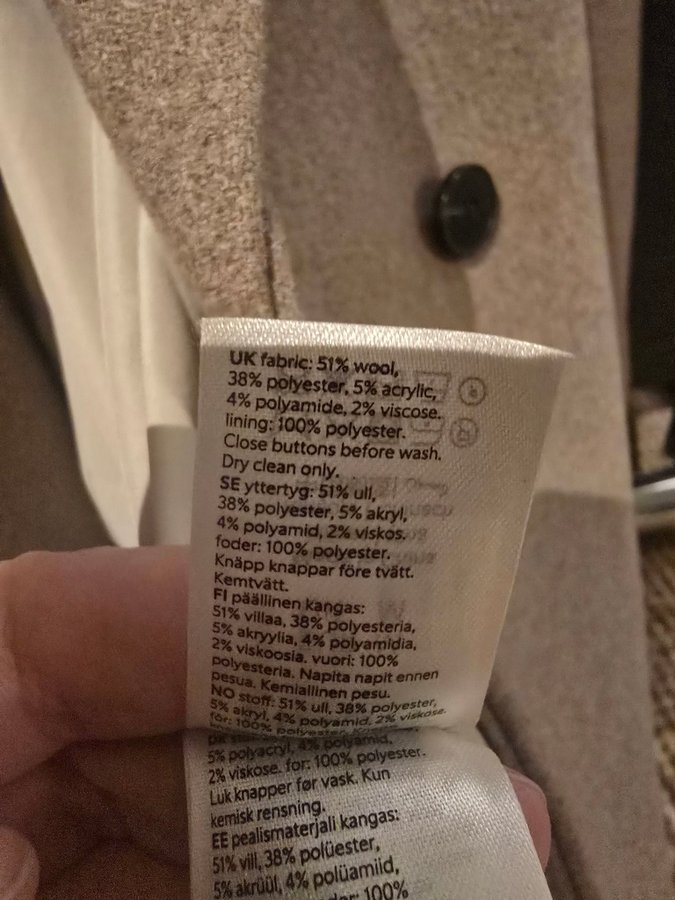 UK fabric: 51% wool,
38% polyester, 5% acrylic,
4% polyamide, 2% viscose.
lining: 100% polyester.
Close buttons before wash.
Dry clean only.
SE yttertyg: 51% ull,
38% polyester, 5% akryl,
4% polyamid, 2% viskos.
foder: 100% polyester.
Knäpp knappar före tvätt.
Kemtvätt.
FI päällinen kangas:
51% villaa, 38% polyesteria,
5% akryylia, 4% polyamidia,
2% viskoosia. vuori: 100%
polyesteria. Napita napit ennen
pesua. Kemiallinen pesu.
NO stoff: 51% ull, 38% polyester,
5% akryl, 4% polyamid, 2% viskose.
fôr: 100% polyester.
5% polyacryl, 4% polyamid,
2% viskose. for: 100% polyester.
Luk knapper før vask. Kun
kemisk rensning.
EE pealismaterjali kangas:
51% vill, 38% polüester,
5% akrüül, 4% polüamiid,
100%